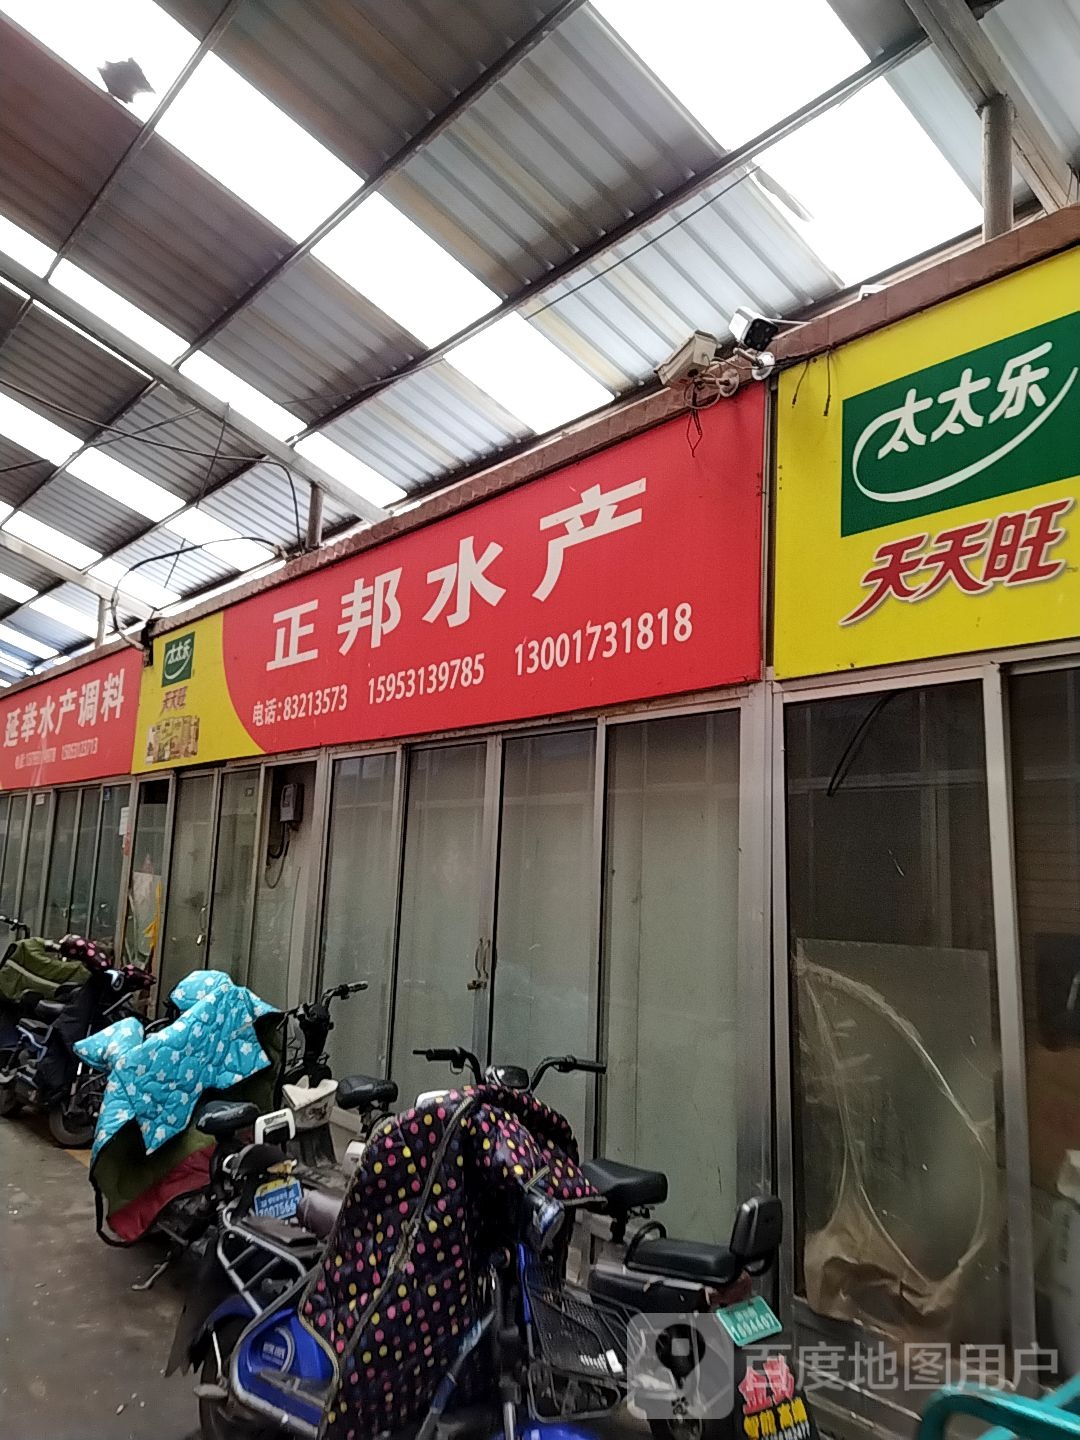 太太乐
天天旺
正邦水产
电话:83213573 15953139785 13001731818
太太乐
天天旺
延举水产调料
百度地图用户